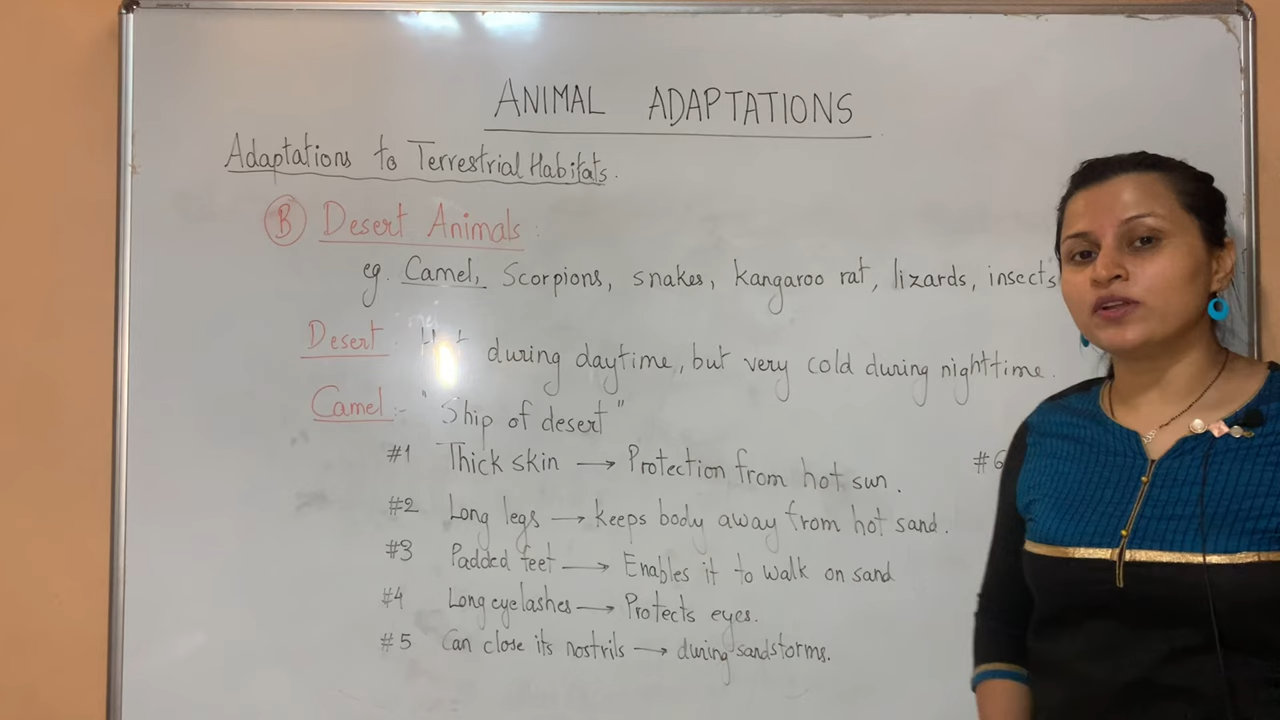 ANIMAL ADAPTATIONS
Adaptations to Terrestrial Habitats.
B Desert Animals:
eg. Camel, Scorpions, snakes, kangaroo rat, lizards, insects
Desert: Hot during daytime, but very cold during nighttime.
Camel:- "Ship of desert"
#1 Thick skin → Protection from hot sun.
#6
#2 Long legs → keeps body away from hot sand.
#3 Padded feet → Enables it to walk on sand
#4 Long eyelashes → Protects eyes.
#5 Can close its nostrils → during sandstorms.